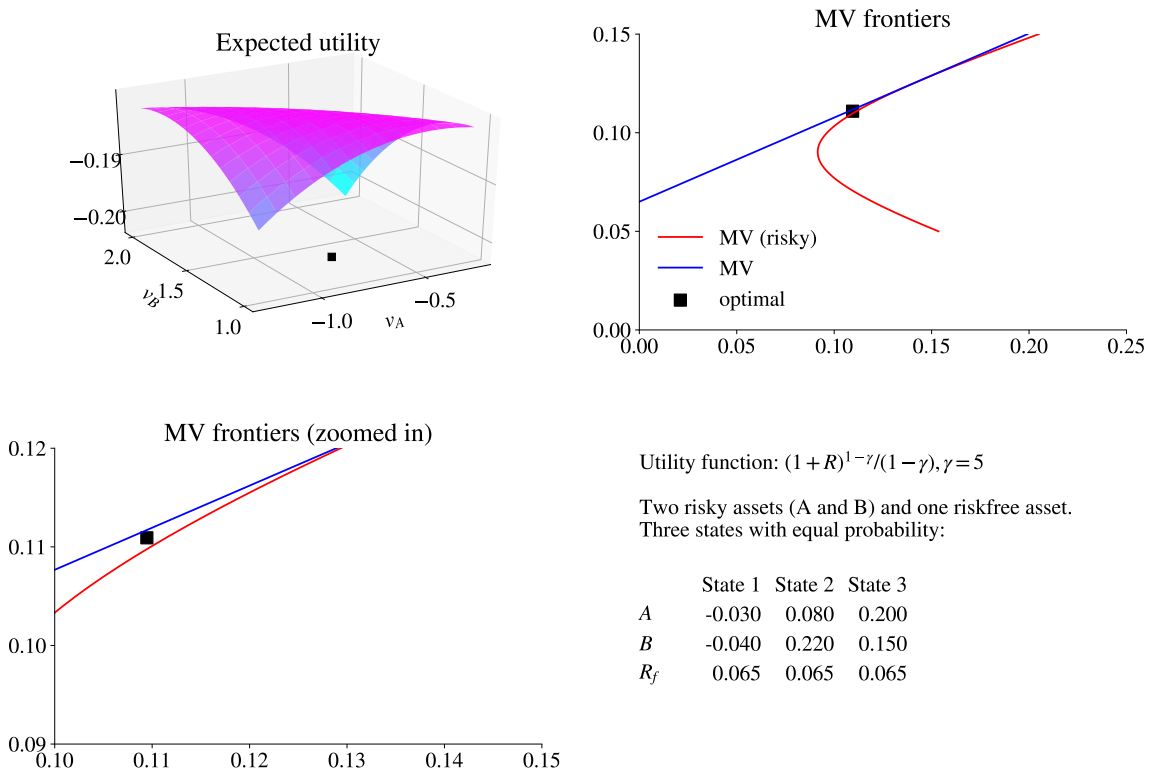 Expected utility
−0.19
−0.20
2.0
1.5
1.0
ν_B
−1.0
−0.5
ν_A
MV frontiers
0.15
0.10
0.05
0.00
MV (risky)
MV
optimal
0.00 0.05 0.10 0.15 0.20 0.25
MV frontiers (zoomed in)
0.12
0.11
0.10
0.09
0.10 0.11 0.12 0.13 0.14 0.15
Utility function: (1 + R)^{1−γ}/(1 − γ), γ = 5
Two risky assets (A and B) and one riskfree asset.
Three states with equal probability:
State 1 State 2 State 3
A -0.030 0.080 0.200
B -0.040 0.220 0.150
R_f 0.065 0.065 0.065